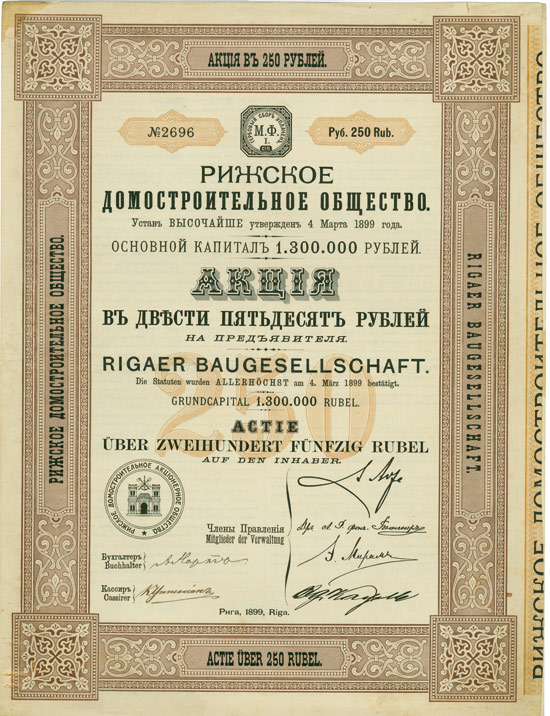 АКЦІЯ ВЪ 250 РУБЛЕЙ.
№2696
М.Ф.
I.
Руб. 250 Rub.
РИЖСКОЕ
ДОМОСТРОИТЕЛЬНОЕ ОБЩЕСТВО.
Уставъ ВЫСОЧАЙШЕ утвержденъ 4 Марта 1899 года.
ОСНОВНОЙ КАПИТАЛЪ 1.300.000 РУБЛЕЙ.
АКЦІЯ
ВЪ ДВѢСТИ ПЯТЬДЕСЯТЪ РУБЛЕЙ
НА ПРЕДЪЯВИТЕЛЯ.
250
RIGAER BAUGESELLSCHAFT.
Die Statuten wurden ALLERHÖCHST am 4. März 1899 bestätigt.
GRUNDCAPITAL 1.300.000 RUBEL.
ACTIE
ÜBER ZWEIHUNDERT FÜNFZIG RUBEL
AUF DEN INHABER.
РИЖСКОЕ ДОМОСТРОИТЕЛЬНОЕ АКЦІОНЕРНОЕ ОБЩЕСТВО
Члены Правленія
Mitglieder der Verwaltung
Бухгалтеръ
Buchhalter
Кассиръ
Cassirer
Рига, 1899, Riga.
ACTIE ÜBER 250 RUBEL.
РИЖСКОЕ ДОМОСТРОИТЕЛЬНОЕ ОБЩЕСТВО.
RIGAER BAUGESELLSCHAFT.
РИЖСКОЕ ДОМОСТРОИТЕЛЬНОЕ ОБЩЕСТВО